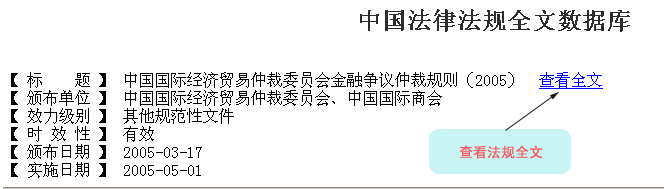 中国法律法规全文数据库
【 标　　题 】 中国国际经济贸易仲裁委员会金融争议仲裁规则（2005） 查看全文
【 颁布单位 】 中国国际经济贸易仲裁委员会、中国国际商会
【 效力级别 】 其他规范性文件
【 时 效 性 】 有效
【 颁布日期 】 2005-03-17
【 实施日期 】 2005-05-01
查看法规全文